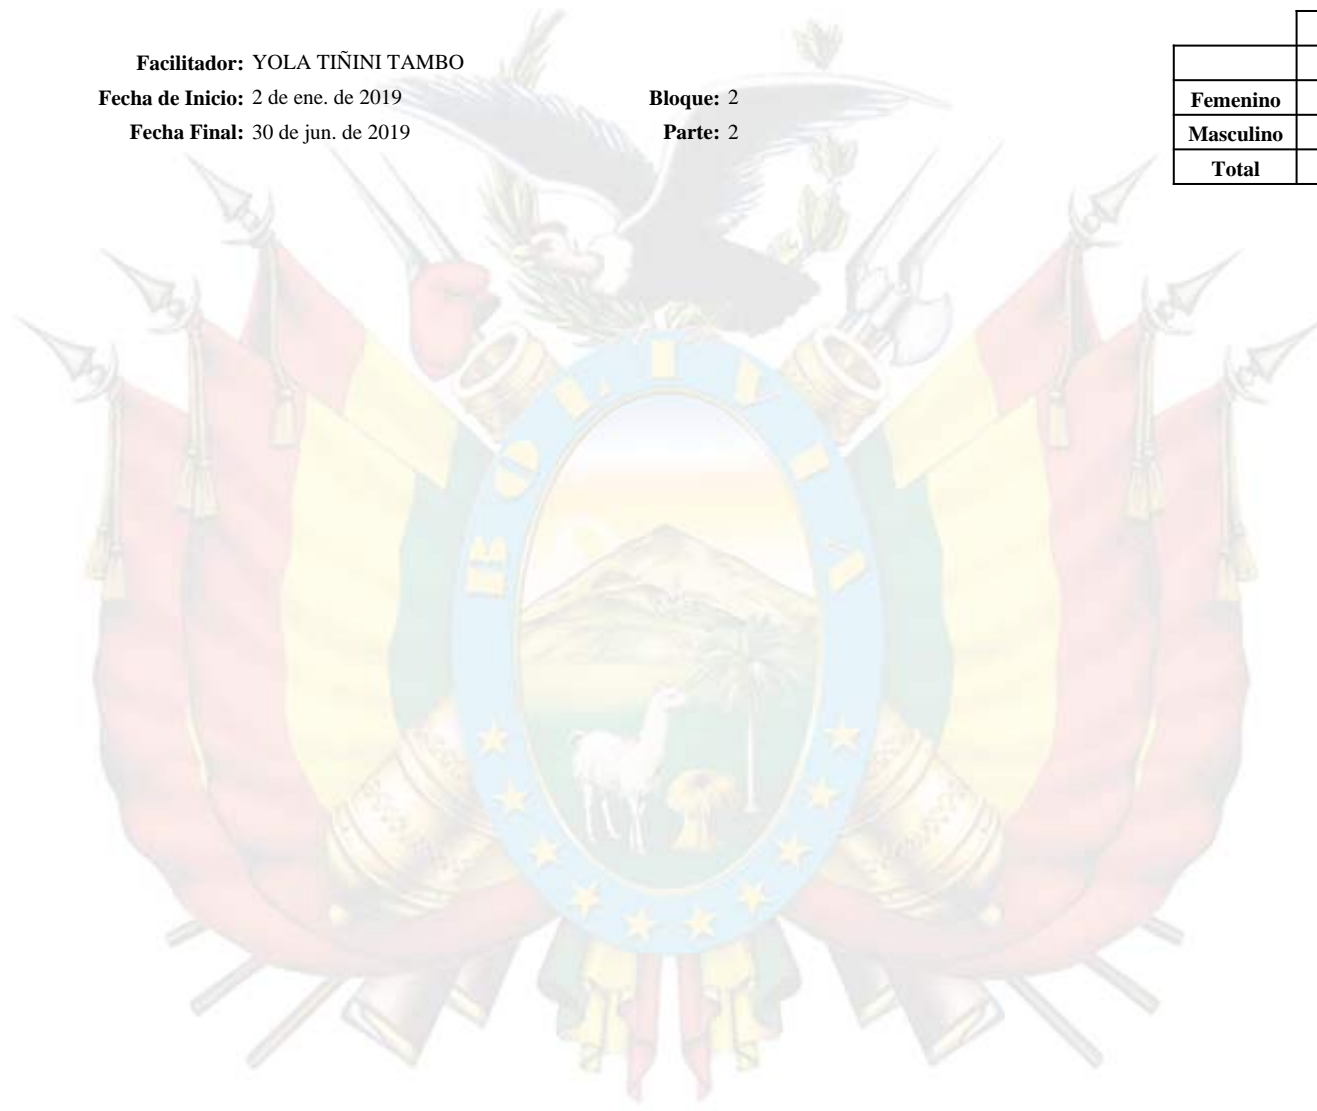 Facilitador: YOLA TIÑINI TAMBO
Fecha de Inicio: 2 de ene. de 2019 Bloque: 2
Fecha Final: 30 de jun. de 2019 Parte: 2
Femenino
Masculino
Total
BOLIVIA